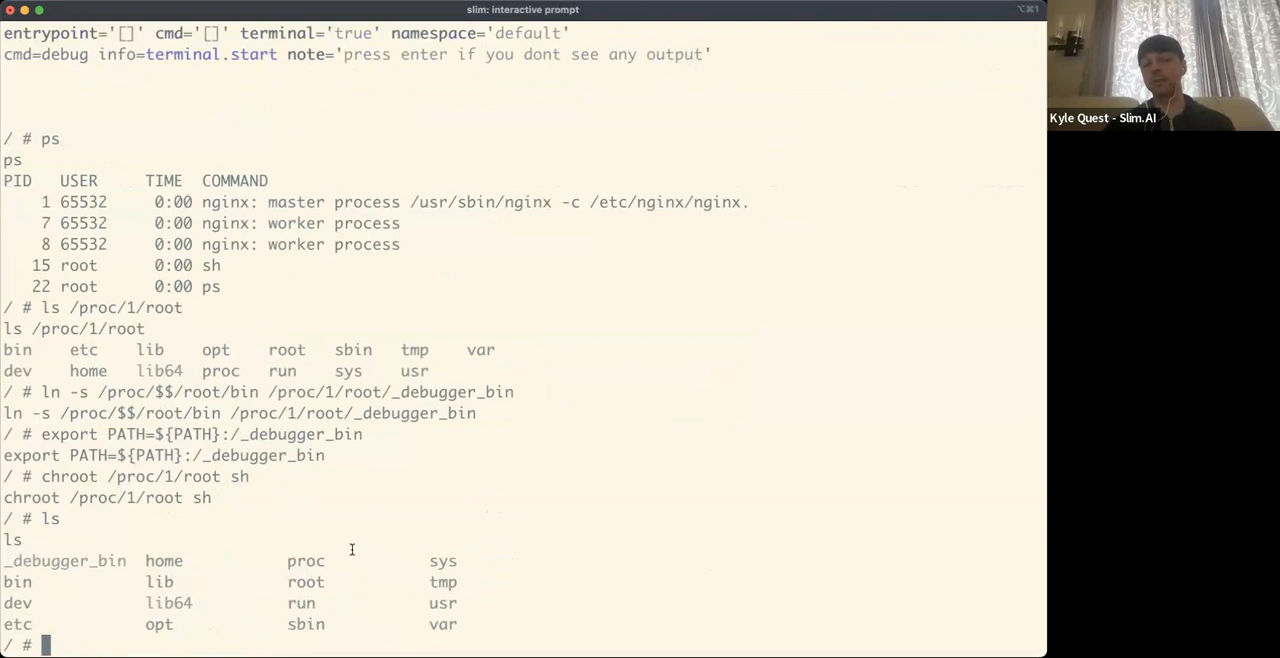 slim: interactive prompt
⌥⌘1
entrypoint='[]' cmd='[]' terminal='true' namespace='default'
cmd=debug info=terminal.start note='press enter if you dont see any output'
/ # ps
ps
PID   USER     TIME  COMMAND
    1 65532     0:00 nginx: master process /usr/sbin/nginx -c /etc/nginx/nginx.
    7 65532     0:00 nginx: worker process
    8 65532     0:00 nginx: worker process
   15 root      0:00 sh
   22 root      0:00 ps
/ # ls /proc/1/root
ls /proc/1/root
bin    etc    lib    opt    root   sbin   tmp    var
dev    home   lib64  proc   run    sys    usr
/ # ln -s /proc/$$/root/bin /proc/1/root/_debugger_bin
ln -s /proc/$$/root/bin /proc/1/root/_debugger_bin
/ # export PATH=${PATH}:/_debugger_bin
export PATH=${PATH}:/_debugger_bin
/ # chroot /proc/1/root sh
chroot /proc/1/root sh
/ # ls
ls
_debugger_bin  home           proc           sys
bin            lib            root           tmp
dev            lib64          run            usr
etc            opt            sbin           var
/ #
Kyle Quest - Slim.AI